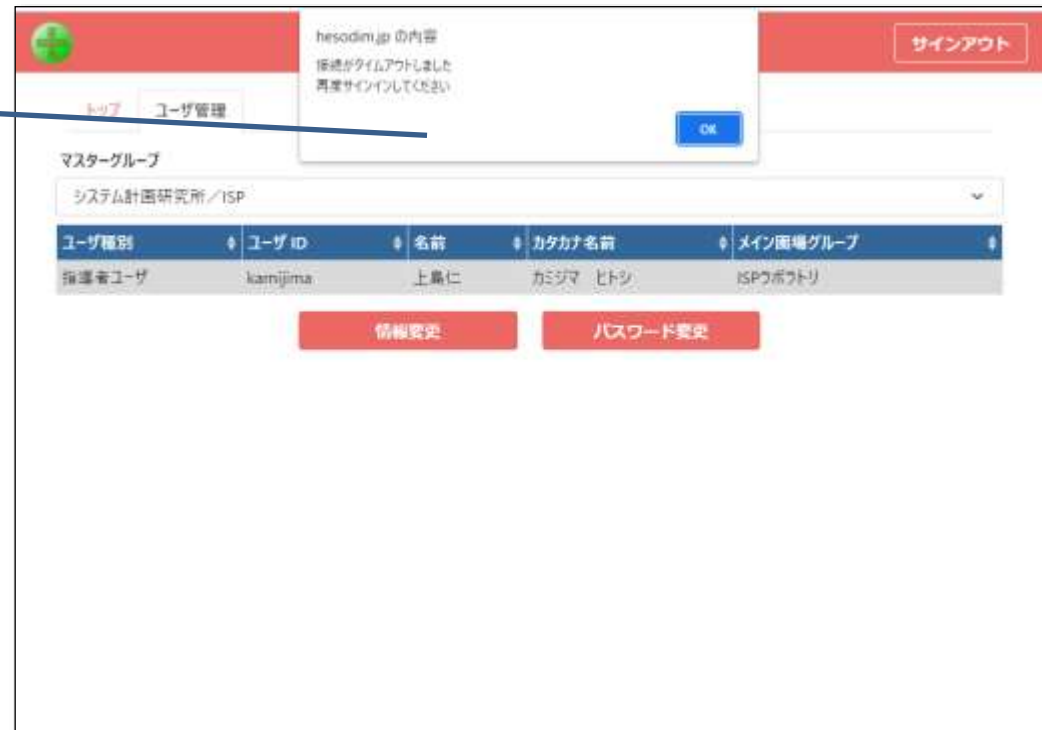 hesodim.jp の内容
接続がタイムアウトしました
再度サインインしてください
OK
サインアウト
トップ ユーザ管理
マスターグループ
システム計画研究所/ISP
ユーザ種別 ユーザ ID 名前 カタカナ名前 メイン圃場グループ
指導者ユーザ kamijima 上島仁 カミジマ ヒトシ ISPラボラトリ
情報変更 パスワード変更